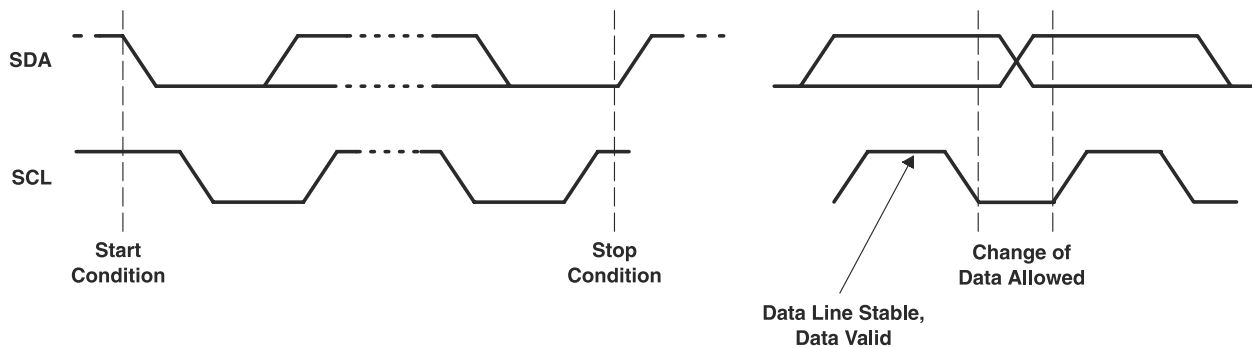 SDA
SCL
Start
Condition
Stop
Condition
Change of
Data Allowed
Data Line Stable,
Data Valid